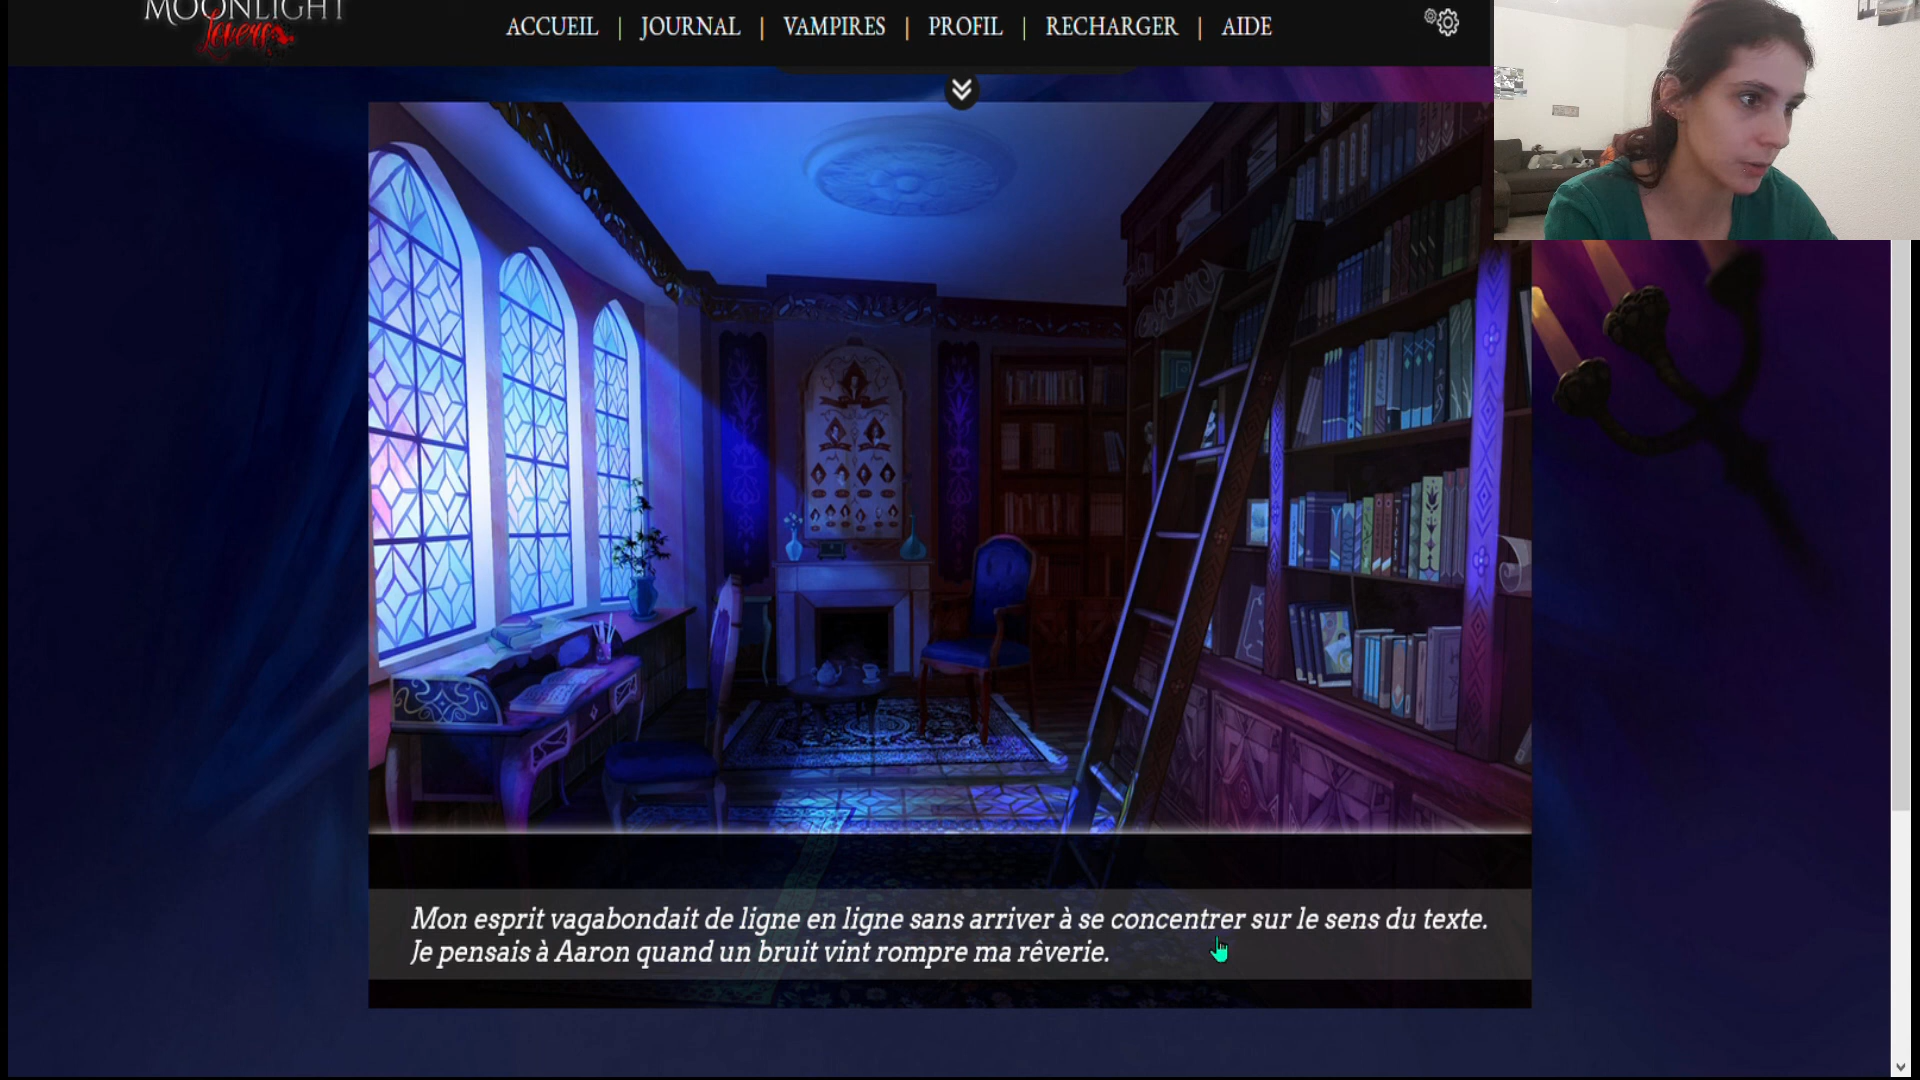 MOONLIGHT
Lovers
ACCUEIL | JOURNAL | VAMPIRES | PROFIL | RECHARGER | AIDE
Mon esprit vagabondait de ligne en ligne sans arriver à se concentrer sur le sens du texte.
Je pensais à Aaron quand un bruit vint rompre ma rêverie.